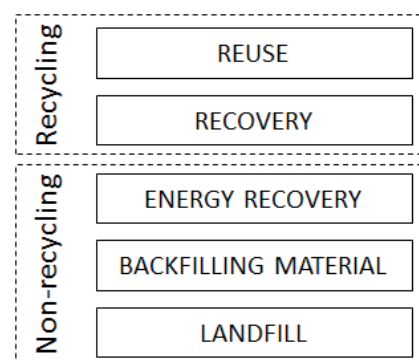 Recycling
REUSE
RECOVERY
Non-recycling
ENERGY RECOVERY
BACKFILLING MATERIAL
LANDFILL